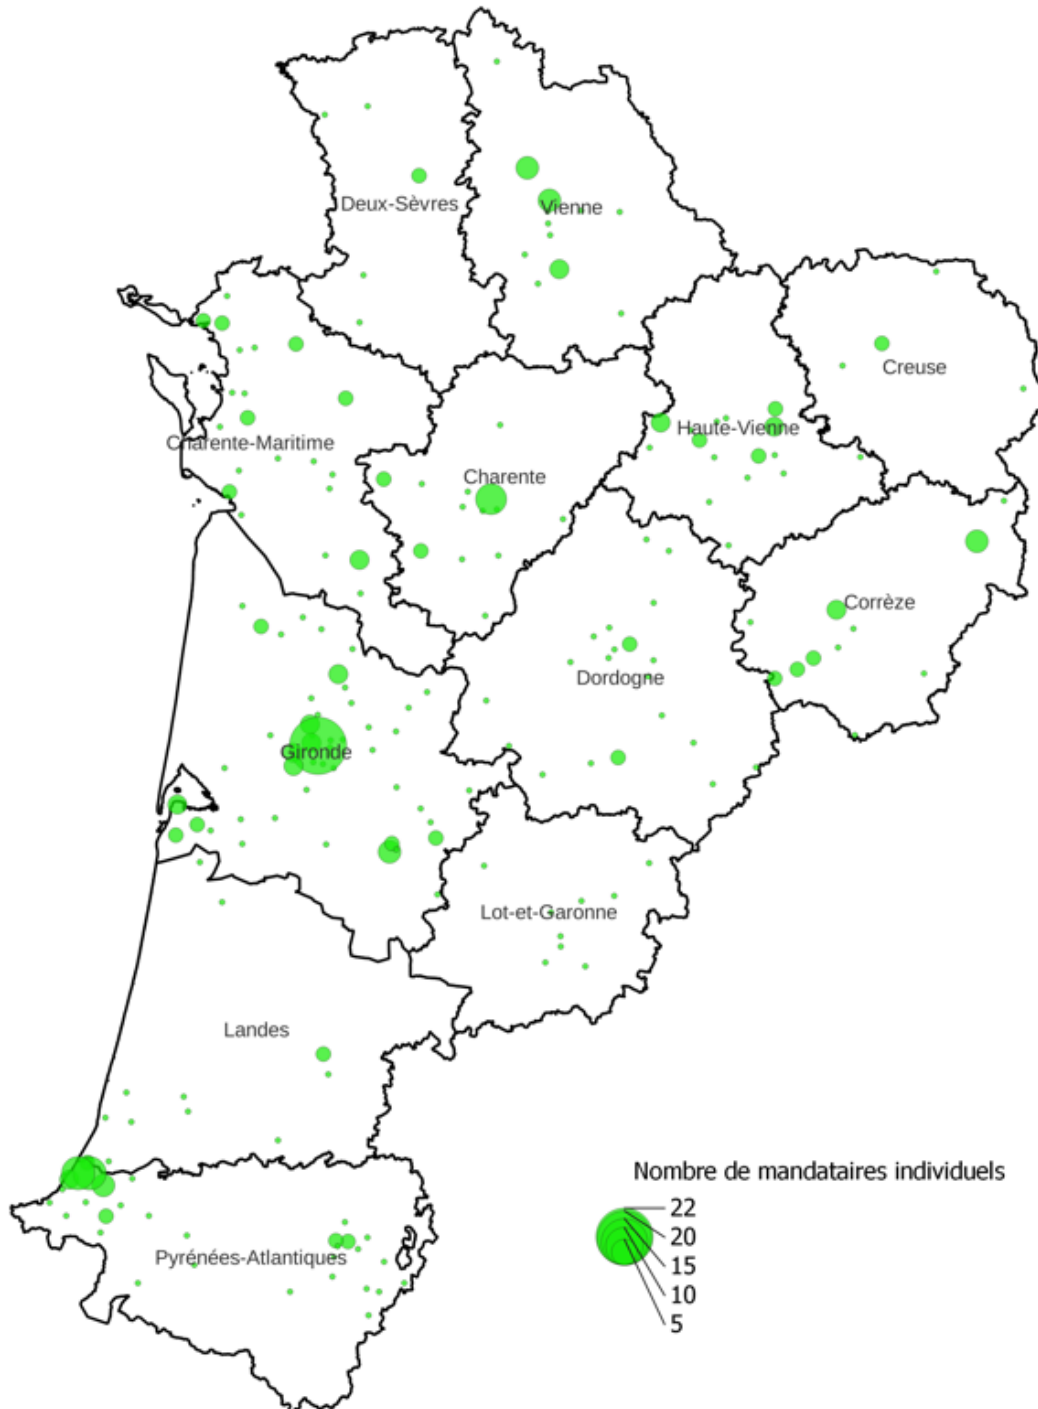 Deux-Sèvres
Vienne
Creuse
Charente-Maritime
Haute-Vienne
Charente
Corrèze
Dordogne
Gironde
Lot-et-Garonne
Landes
Nombre de mandataires individuels
22
20
15
10
5
Pyrénées-Atlantiques